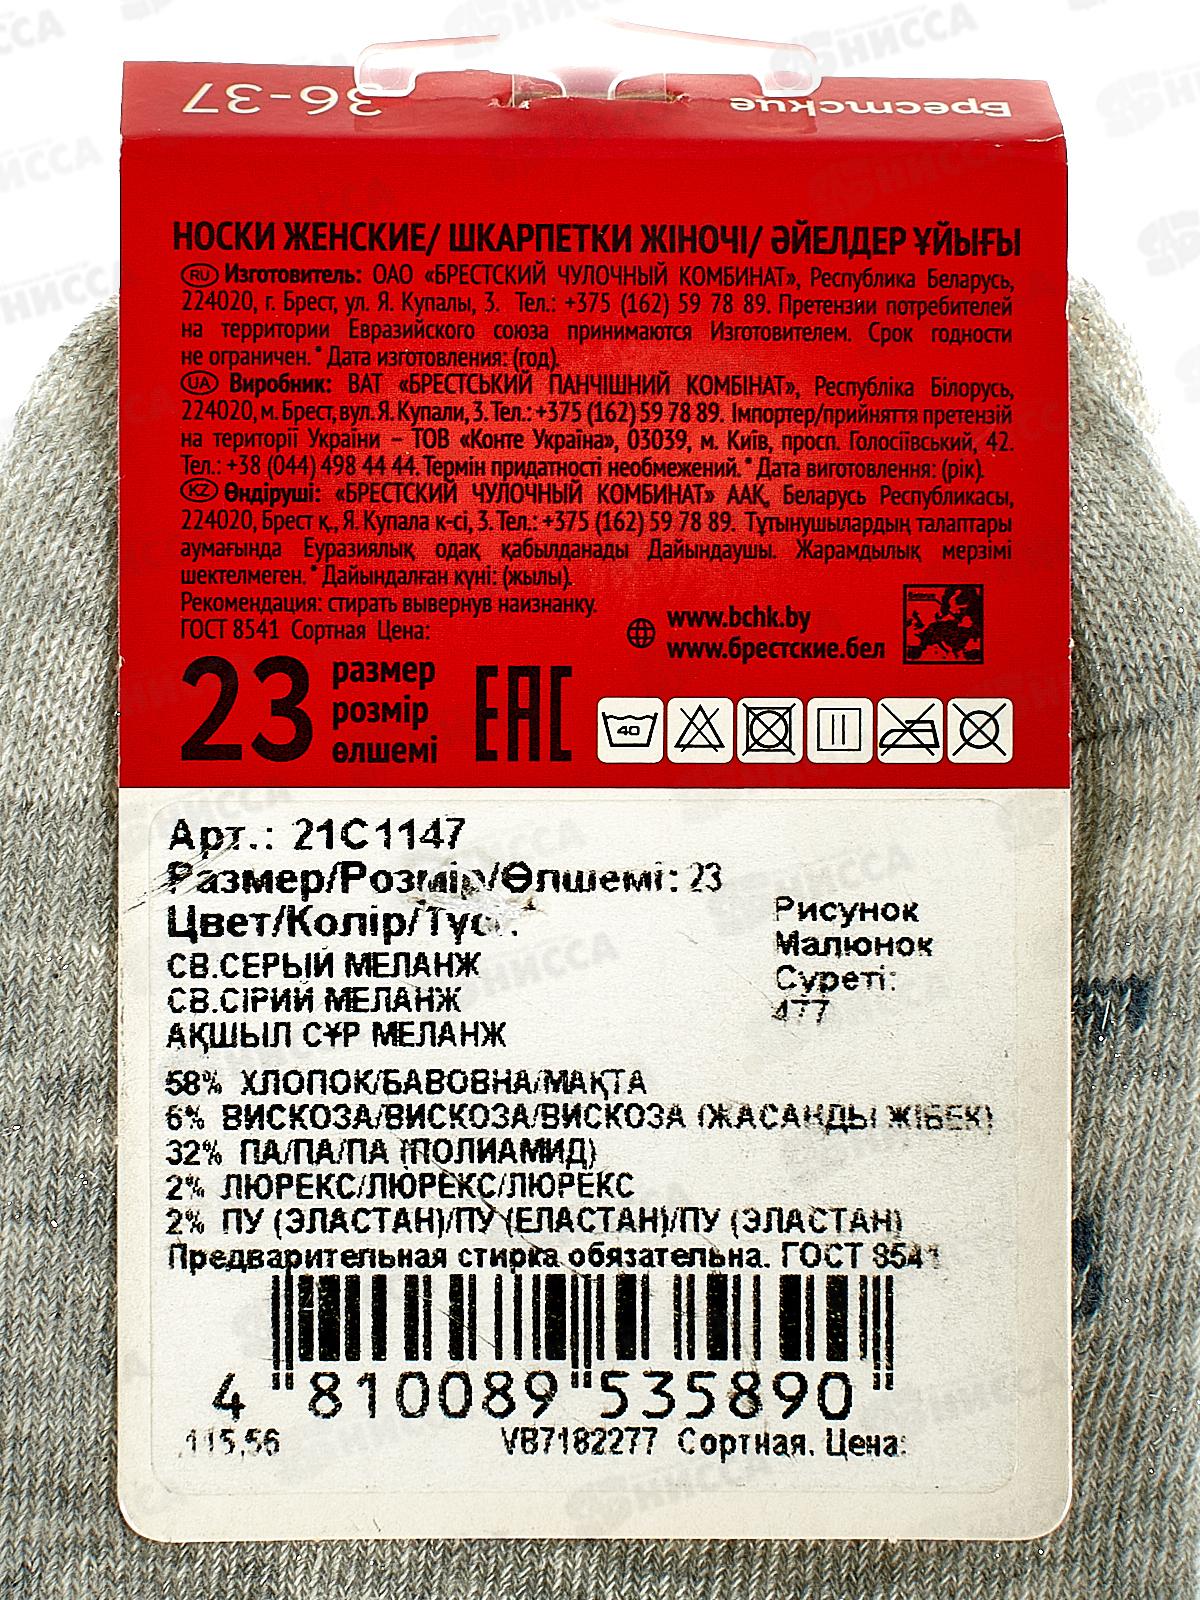 36-37
Брестские
НОСКИ ЖЕНСКИЕ/ ШКАРПЕТКИ ЖІНОЧІ/ ӘЙЕЛДЕР ҰЙЫҒЫ
RU Изготовитель: ОАО «БРЕСТСКИЙ ЧУЛОЧНЫЙ КОМБИНАТ», Республика Беларусь,
224020, г. Брест, ул. Я. Купалы, 3. Тел.: +375 (162) 59 78 89. Претензии потребителей
на территории Евразийского союза принимаются Изготовителем. Срок годности
не ограничен. * Дата изготовления: (год).
UA Виробник: ВАТ «БРЕСТСЬКИЙ ПАНЧІШНИЙ КОМБІНАТ», Республіка Білорусь,
224020, м. Брест, вул. Я. Купали, 3. Тел.: +375 (162) 59 78 89. Імпортер/прийняття претензій
на території України – ТОВ «Конте Україна», 03039, м. Київ, просп. Голосіївський, 42.
Тел.: +38 (044) 498 44 44. Термін придатності необмежений. * Дата виготовлення: (рік).
KZ Өндіруші: «БРЕСТСКИЙ ЧУЛОЧНЫЙ КОМБИНАТ» ААҚ, Беларусь Республикасы,
224020, Брест қ., Я. Купала к-сі, 3. Тел.: +375 (162) 59 78 89. Тұтынушылардың талаптары
аумағында Еуразиялық одақ қабылданады Дайындаушы. Жарамдылық мерзімі
шектелмеген. * Дайындалған күні: (жылы).
Рекомендация: стирать вывернув наизнанку.
ГОСТ 8541 Сортная Цена:
www.bchk.by
www.брестские.бел
23 размер
розмір
өлшемі
EAC
40
Арт.: 21С1147
Размер/Розмір/Өлшемі: 23
Цвет/Колір/Түс:
СВ.СЕРЫЙ МЕЛАНЖ
СВ.СІРИЙ МЕЛАНЖ
АҚШЫЛ СҰР МЕЛАНЖ
Рисунок
Малюнок
Суреті:
477
58% ХЛОПОК/БАВОВНА/МАҚТА
6% ВИСКОЗА/ВИСКОЗА/ВИСКОЗА (ЖАСАНДЫ ЖІБЕК)
32% ПА/ПА/ПА (ПОЛИАМИД)
2% ЛЮРЕКС/ЛЮРЕКС/ЛЮРЕКС
2% ПУ (ЭЛАСТАН)/ПУ (ЕЛАСТАН)/ПУ (ЭЛАСТАН)
Предварительная стирка обязательна. ГОСТ 8541
4 810089 535890
115,56
VB7182277 Сортная. Цена: